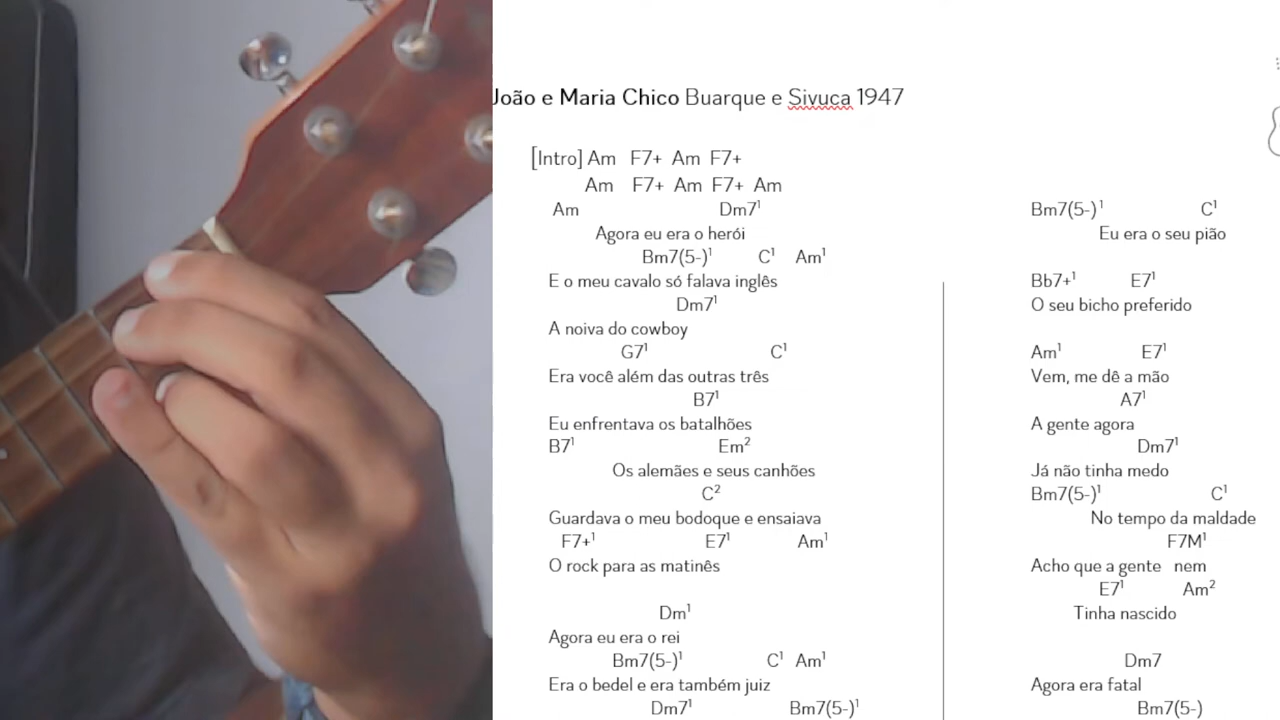 João e Maria Chico Buarque e Sivuca 1947
[Intro] Am F7+ Am F7+
Am F7+ Am F7+ Am
Am Dm7¹
Agora eu era o herói
Bm7(5-)¹ C¹ Am¹
E o meu cavalo só falava inglês
Dm7¹
A noiva do cowboy
G7¹ C¹
Era você além das outras três
B7¹
Eu enfrentava os batalhões
B7¹ Em²
Os alemães e seus canhões
C²
Guardava o meu bodoque e ensaiava
F7+¹ E7¹ Am¹
O rock para as matinês
Dm¹
Agora eu era o rei
Bm7(5-)¹ C¹ Am¹
Era o bedel e era também juiz
Dm7¹ Bm7(5-)¹
Bm7(5-)¹ C¹
Eu era o seu pião
Bb7+¹ E7¹
O seu bicho preferido
Am¹ E7¹
Vem, me dê a mão
A7¹
A gente agora
Dm7¹
Já não tinha medo
Bm7(5-)¹ C¹
No tempo da maldade
F7M¹
Acho que a gente nem
E7¹ Am²
Tinha nascido
Dm7
Agora era fatal
Bm7(5-)